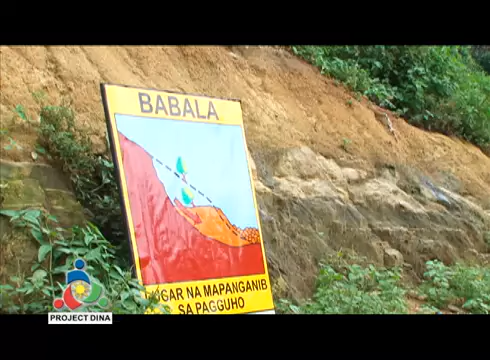 BABALA
UGAR NA MAPANGANIB
SA PAGGUHO
PROJECT DINA